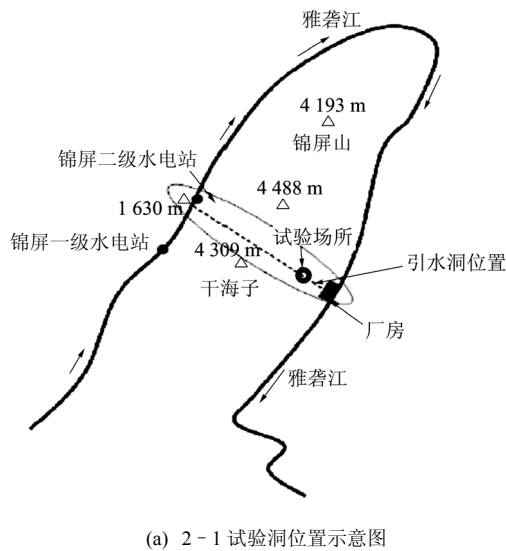 雅砻江
4 193 m
锦屏山
锦屏二级水电站
4 488 m
1 630 m
试验场所
锦屏一级水电站
4 309 m
引水洞位置
干海子
厂房
雅砻江
(a) 2-1试验洞位置示意图